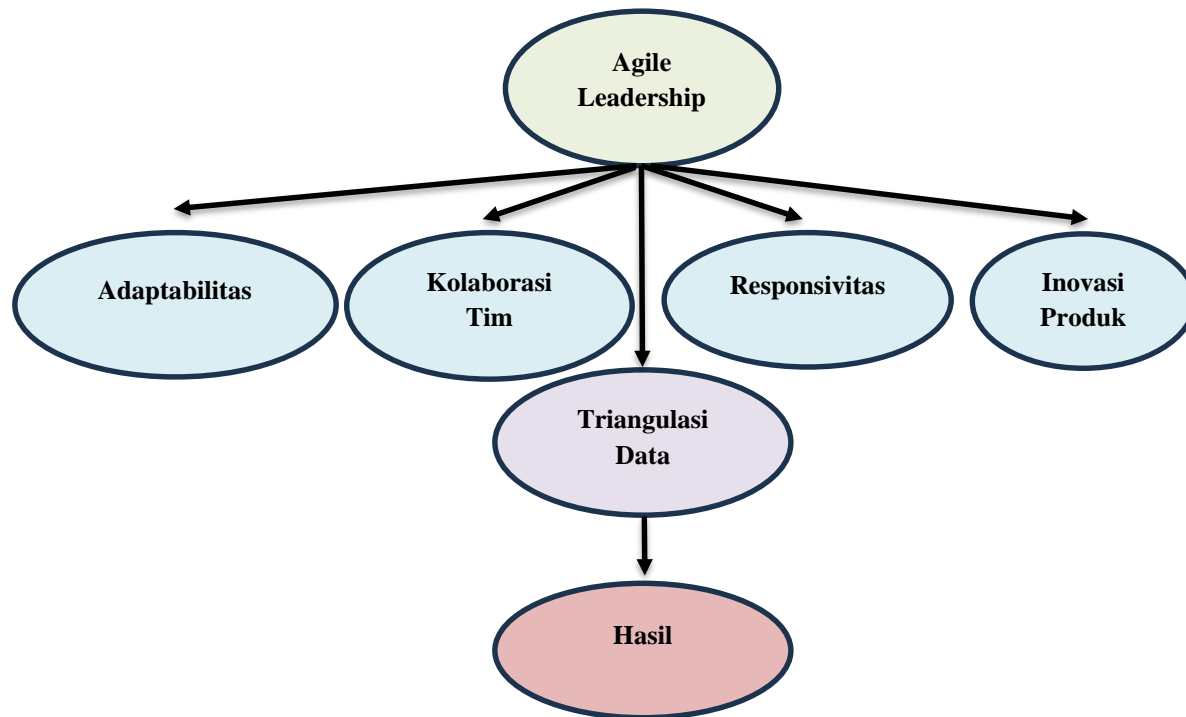 Agile
Leadership
Adaptabilitas
Kolaborasi
Tim
Responsivitas
Inovasi
Produk
Triangulasi
Data
Hasil